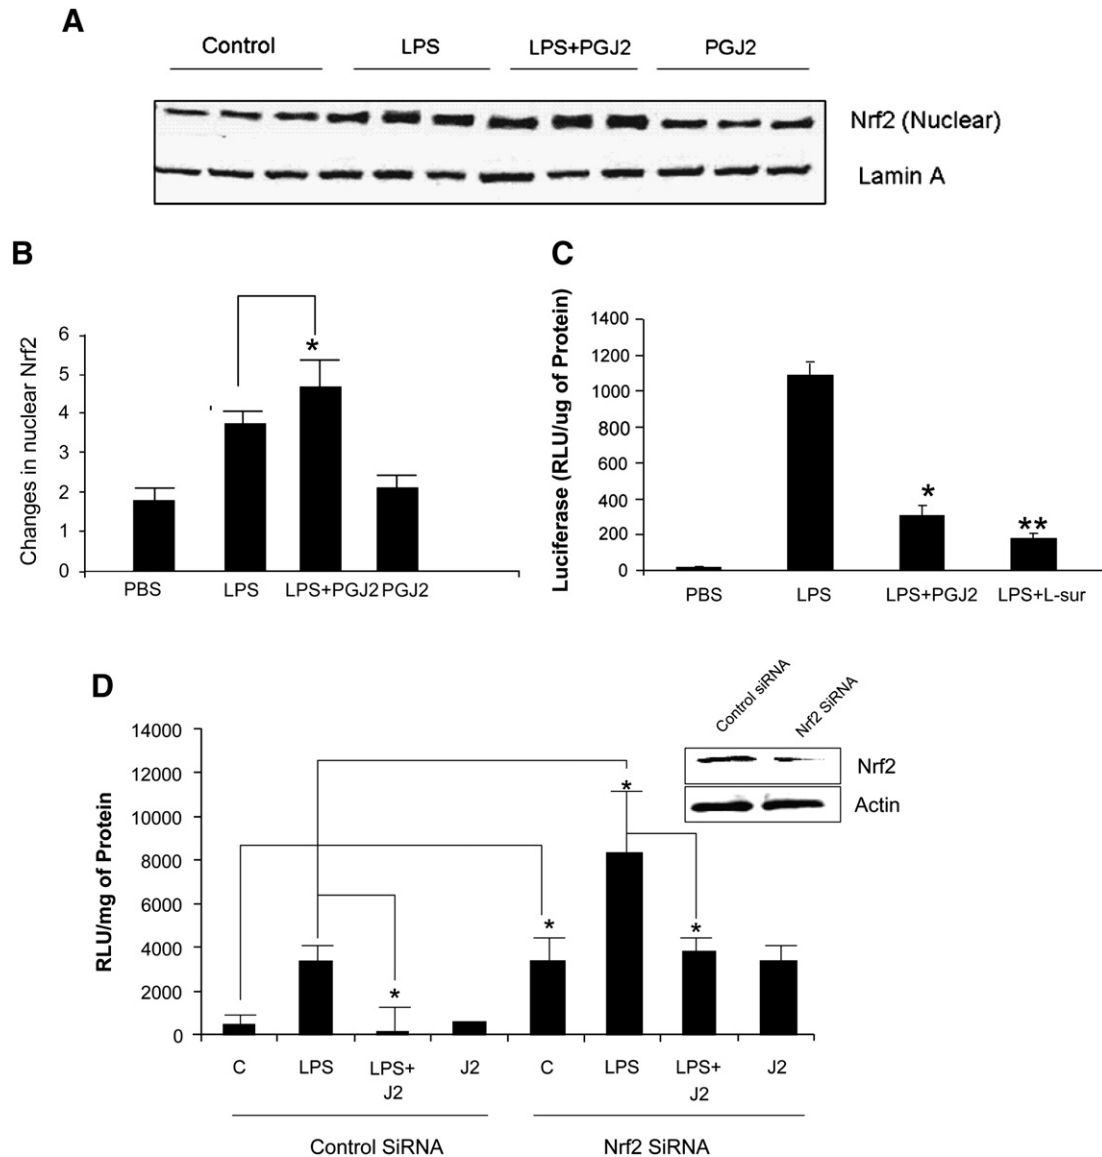 A
Control LPS LPS+PGJ2 PGJ2
Nrf2 (Nuclear)
Lamin A
B
Changes in nuclear Nrf2
6
5
4
3
2
1
0
PBS LPS LPS+PGJ2 PGJ2
*
C
Luciferase (RLU/ug of Protein)
1400
1200
1000
800
600
400
200
0
*
**
PBS LPS LPS+PGJ2 LPS+L-sur
D
Control siRNA
Nrf2 SiRNA
Nrf2
Actin
RLU/mg of Protein
14000
12000
10000
8000
6000
4000
2000
0
*
*
*
*
C LPS LPS+ J2 C LPS LPS+ J2
J2 J2
Control SiRNA Nrf2 SiRNA